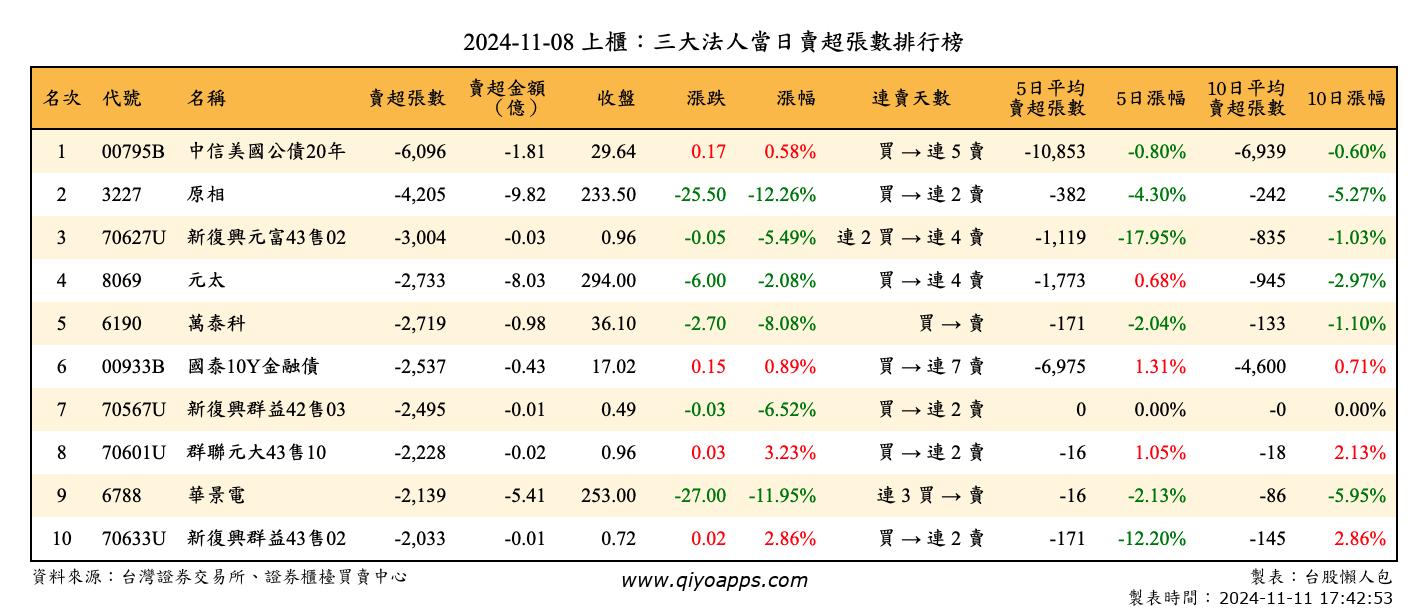 2024-11-08 上櫃：三大法人當日賣超張數排行榜
名次 代號 名稱 賣超張數 賣超金額（億） 收盤 漲跌 漲幅 連賣天數 5日平均賣超張數 5日漲幅 10日平均賣超張數 10日漲幅
1 00795B 中信美國公債20年 -6,096 -1.81 29.64 0.17 0.58% 買 → 連 5 賣 -10,853 -0.80% -6,939 -0.60%
2 3227 原相 -4,205 -9.82 233.50 -25.50 -12.26% 買 → 連 2 賣 -382 -4.30% -242 -5.27%
3 70627U 新復興元富43售02 -3,004 -0.03 0.96 -0.05 -5.49% 連 2 買 → 連 4 賣 -1,119 -17.95% -835 -1.03%
4 8069 元太 -2,733 -8.03 294.00 -6.00 -2.08% 買 → 連 4 賣 -1,773 0.68% -945 -2.97%
5 6190 萬泰科 -2,719 -0.98 36.10 -2.70 -8.08% 買 → 賣 -171 -2.04% -133 -1.10%
6 00933B 國泰10Y金融債 -2,537 -0.43 17.02 0.15 0.89% 買 → 連 7 賣 -6,975 1.31% -4,600 0.71%
7 70567U 新復興群益42售03 -2,495 -0.01 0.49 -0.03 -6.52% 買 → 連 2 賣 0 0.00% -0 0.00%
8 70601U 群聯元大43售10 -2,228 -0.02 0.96 0.03 3.23% 買 → 連 2 賣 -16 1.05% -18 2.13%
9 6788 華景電 -2,139 -5.41 253.00 -27.00 -11.95% 連 3 買 → 賣 -16 -2.13% -86 -5.95%
10 70633U 新復興群益43售02 -2,033 -0.01 0.72 0.02 2.86% 買 → 連 2 賣 -171 -12.20% -145 2.86%
資料來源：台灣證券交易所、證券櫃檯買賣中心 www.qiyoapps.com 製表：台股懶人包
製表時間：2024-11-11 17:42:53